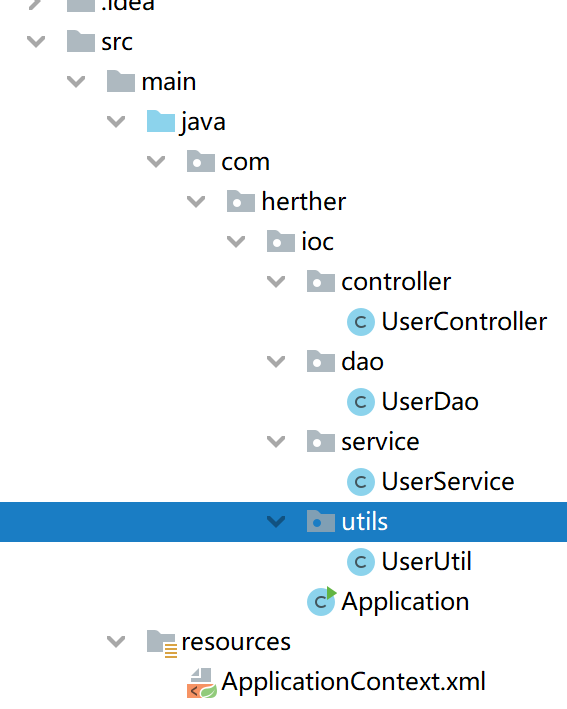 .idea
src
main
java
com
herther
ioc
controller
C UserController
dao
C UserDao
service
C UserService
utils
C UserUtil
C Application
resources
ApplicationContext.xml